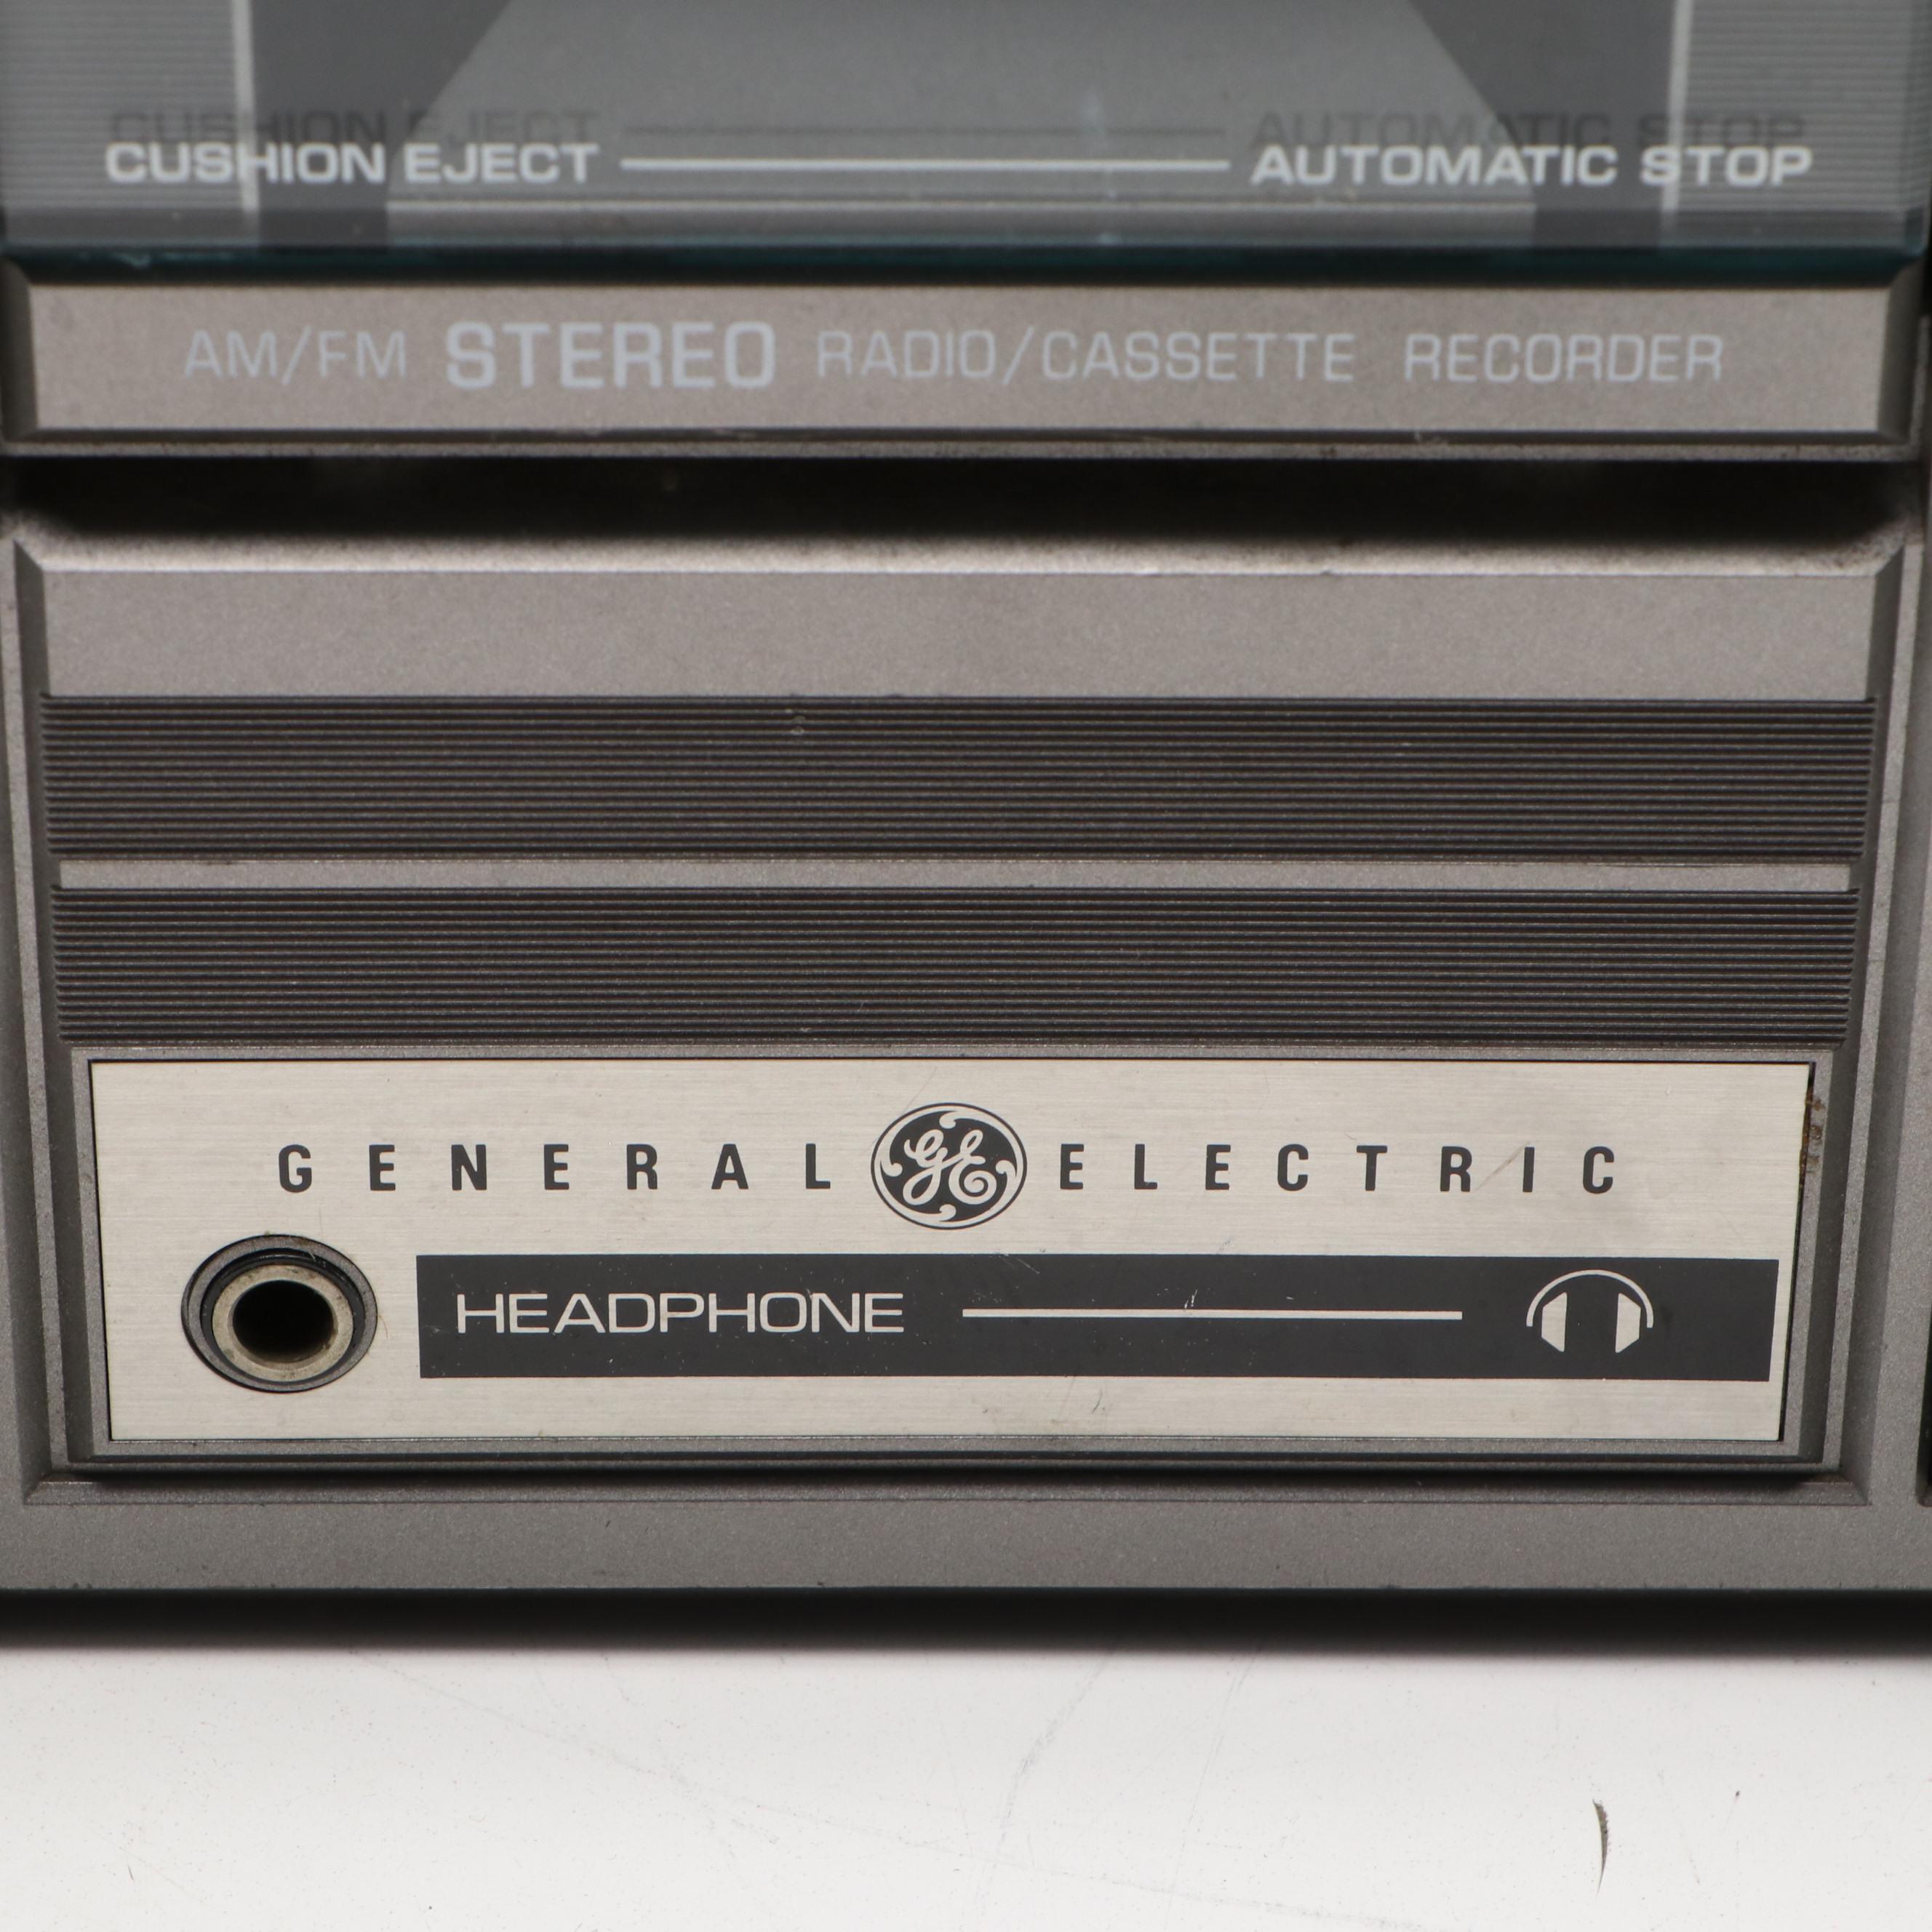 CUSHION EJECT AUTOMATIC STOP
AM/FM STEREO RADIO/CASSETTE RECORDER
GENERAL GE ELECTRIC
HEADPHONE